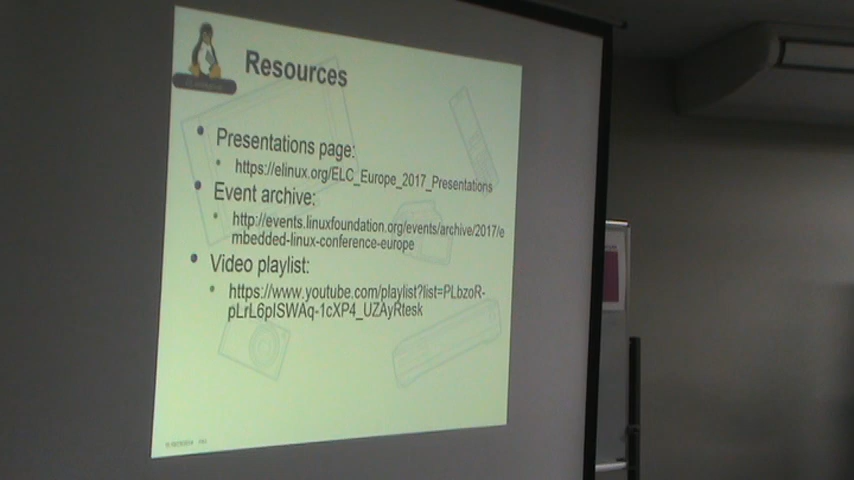 Resources
Presentations page:
https://elinux.org/ELC_Europe_2017_Presentations
Event archive:
http://events.linuxfoundation.org/events/archive/2017/e
mbedded-linux-conference-europe
Video playlist:
https://www.youtube.com/playlist?list=PLbzoR-
pLrL6pISWAq-1cXP4_UZAyRtesk